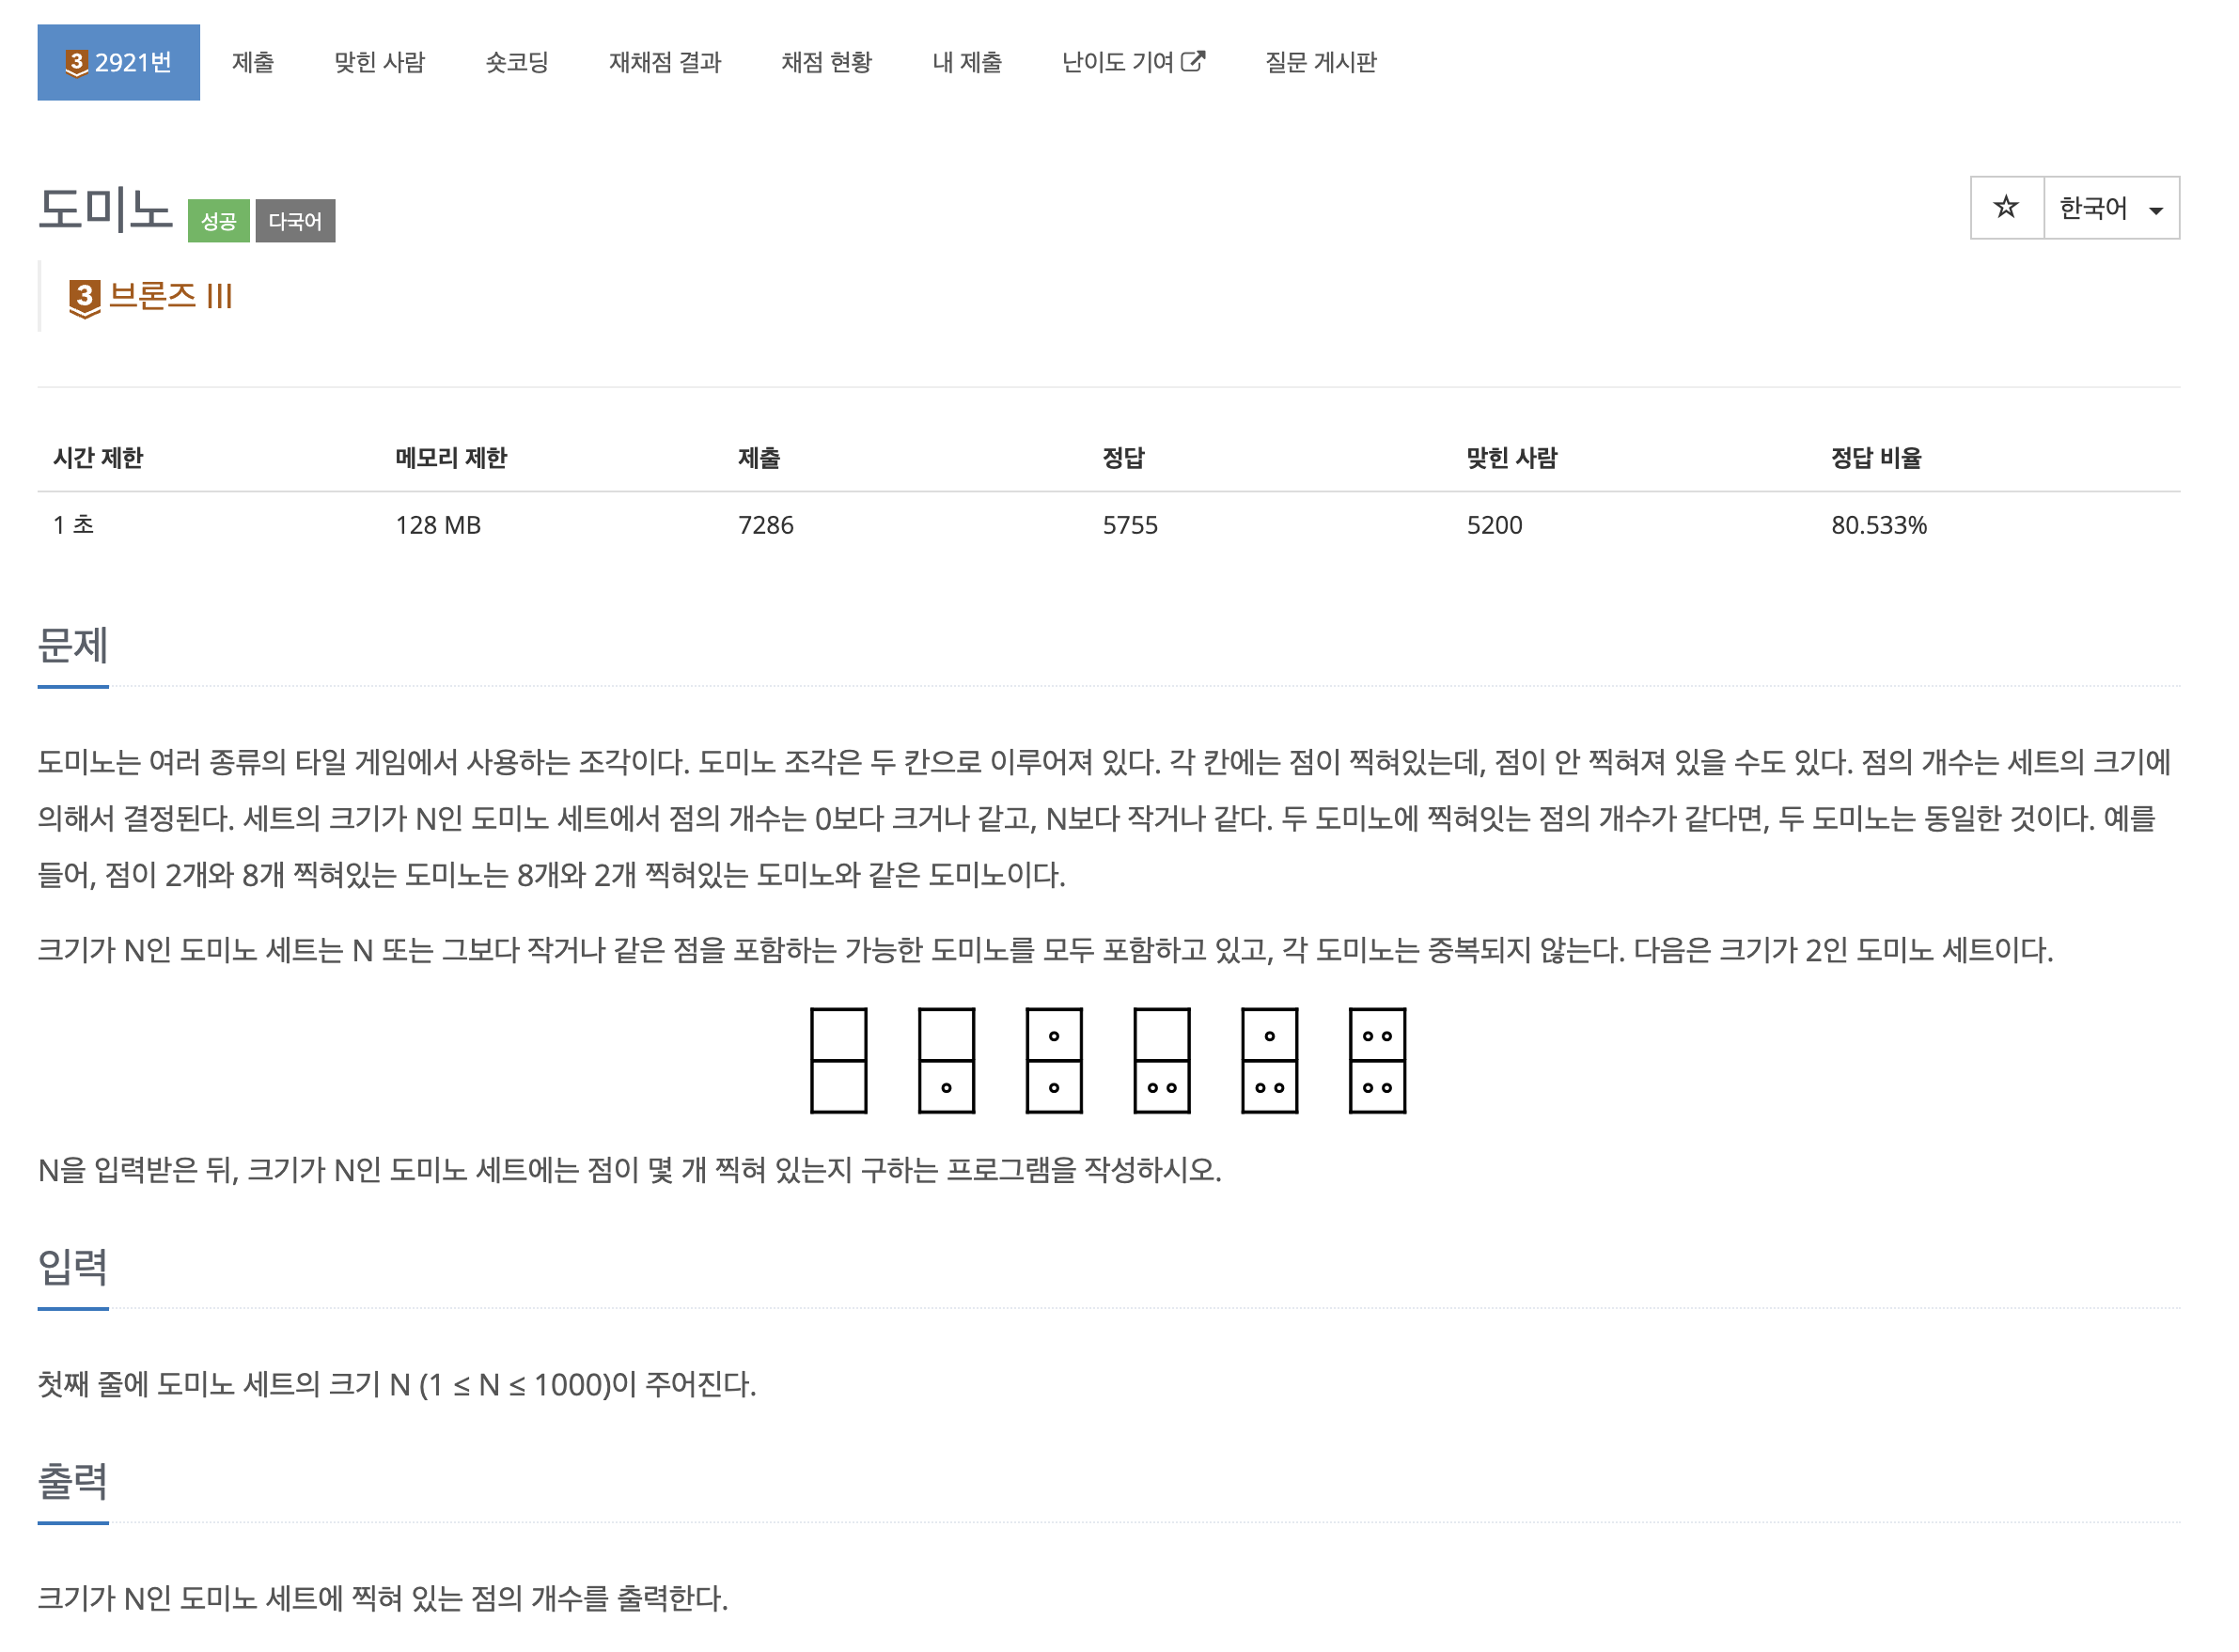 3 2921번 제출 맞힌 사람 숏코딩 재채점 결과 채점 현황 내 제출 난이도 기여 질문 게시판
도미노 성공 다국어 ☆ 한국어
3 브론즈 III
시간 제한 메모리 제한 제출 정답 맞힌 사람 정답 비율
1 초 128 MB 7286 5755 5200 80.533%
문제
도미노는 여러 종류의 타일 게임에서 사용하는 조각이다. 도미노 조각은 두 칸으로 이루어져 있다. 각 칸에는 점이 찍혀있는데, 점이 안 찍혀져 있을 수도 있다. 점의 개수는 세트의 크기에
의해서 결정된다. 세트의 크기가 N인 도미노 세트에서 점의 개수는 0보다 크거나 같고, N보다 작거나 같다. 두 도미노에 찍혀잇는 점의 개수가 같다면, 두 도미노는 동일한 것이다. 예를
들어, 점이 2개와 8개 찍혀있는 도미노는 8개와 2개 찍혀있는 도미노와 같은 도미노이다.
크기가 N인 도미노 세트는 N 또는 그보다 작거나 같은 점을 포함하는 가능한 도미노를 모두 포함하고 있고, 각 도미노는 중복되지 않는다. 다음은 크기가 2인 도미노 세트이다.
N을 입력받은 뒤, 크기가 N인 도미노 세트에는 점이 몇 개 찍혀 있는지 구하는 프로그램을 작성하시오.
입력
첫째 줄에 도미노 세트의 크기 N (1 ≤ N ≤ 1000)이 주어진다.
출력
크기가 N인 도미노 세트에 찍혀 있는 점의 개수를 출력한다.